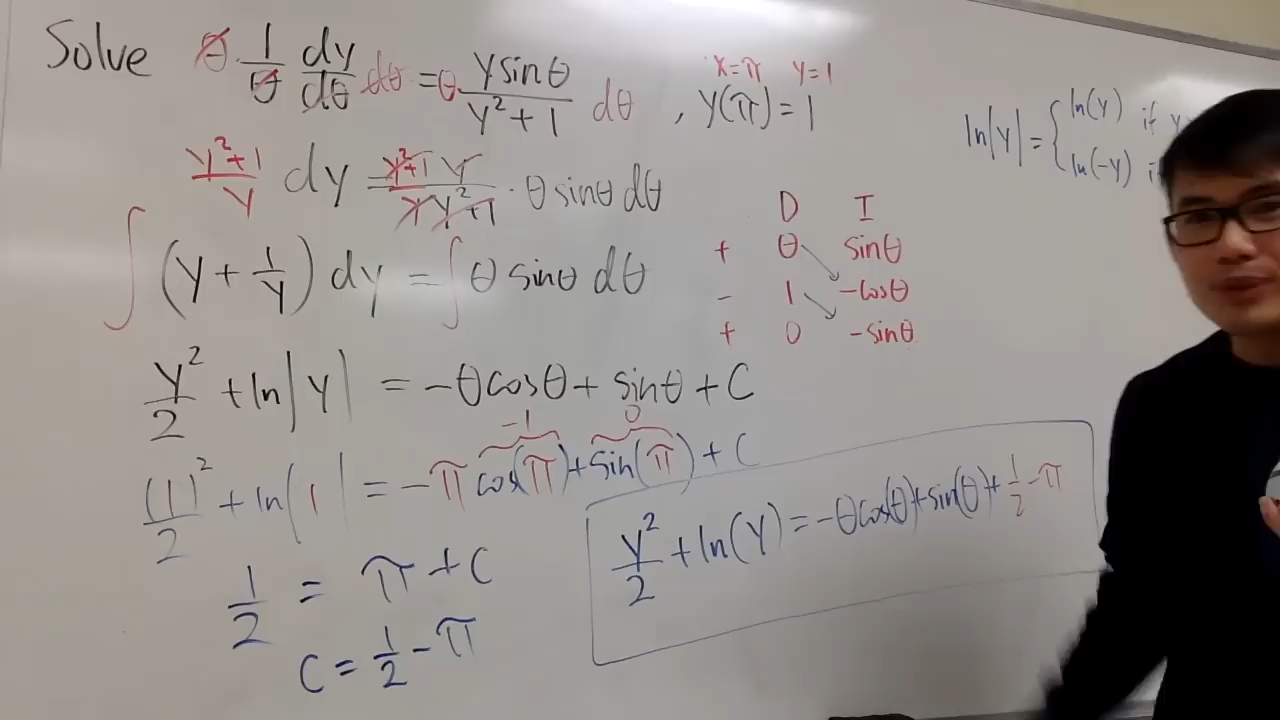 Solve θ · 1/θ dy/dθ dθ = θ · y sinθ / (y² + 1) dθ , y(π) = 1
x=π y=1
ln|y| = { ln(y) if y
ln(-y) i
(y²+1)/y dy = (y²+1)/y · y/(y²+1) · θ sinθ dθ
D I
+ θ sinθ
- 1 -cosθ
+ 0 -sinθ
∫ (y + 1/y) dy = ∫ θ sinθ dθ
y²/2 + ln|y| = -θcosθ + sinθ + C
-1 0
(1)²/2 + ln|1| = -π cos(π) + sin(π) + C
1/2 = π + C
C = 1/2 - π
y²/2 + ln(y) = -θcos(θ) + sin(θ) + 1/2 - π